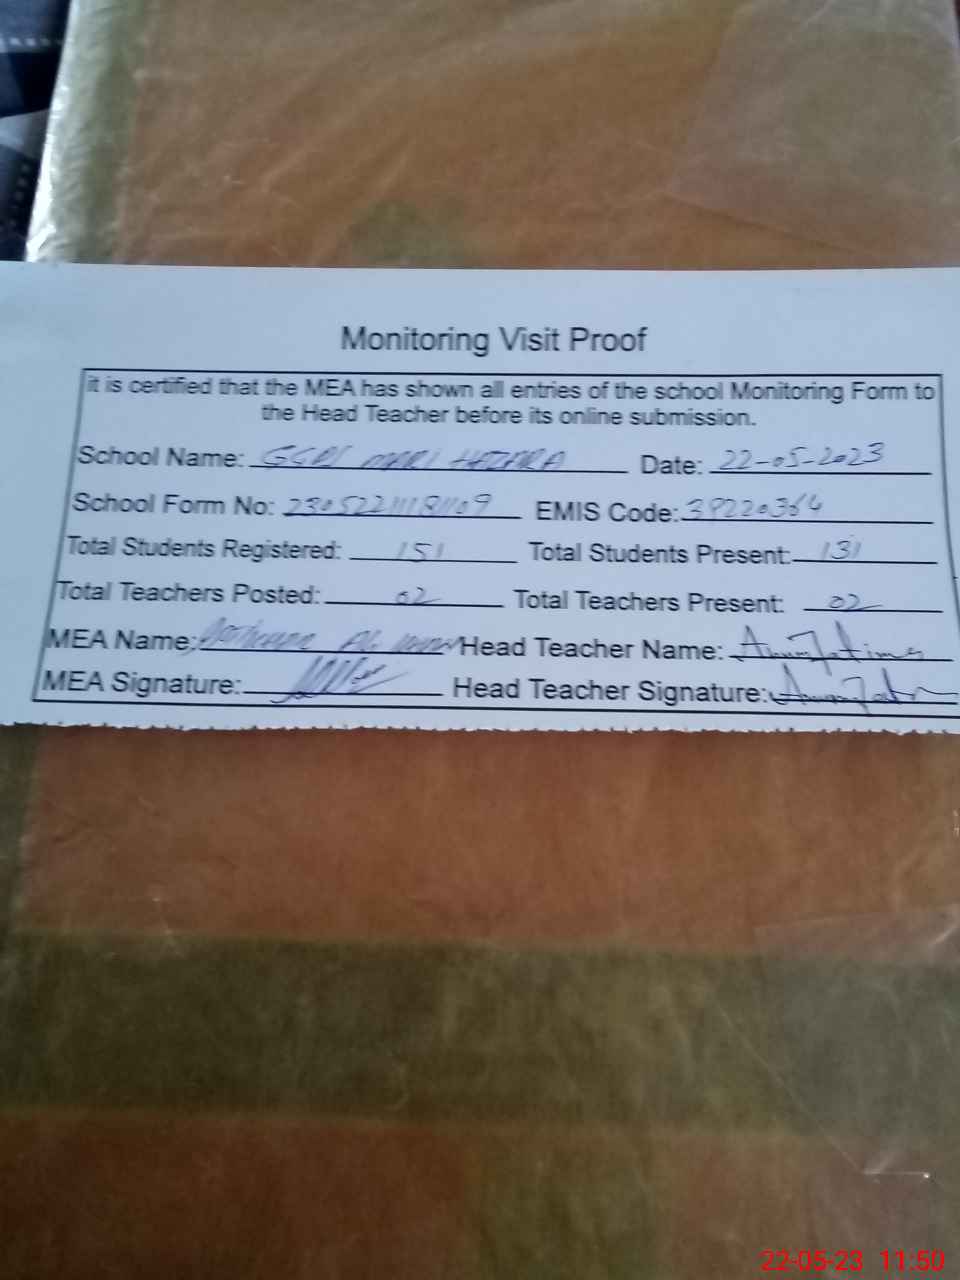 Monitoring Visit Proof
it is certified that the MEA has shown all entries of the school Monitoring Form to
the Head Teacher before its online submission.
School Name: MARI HAZARA Date: 22-05-2023
School Form No: EMIS Code:
Total Students Registered: 151 Total Students Present: 131
Total Teachers Posted: 02 Total Teachers Present: 02
MEA Name: Head Teacher Name:
MEA Signature: Head Teacher Signature:
22-05-23 11:50